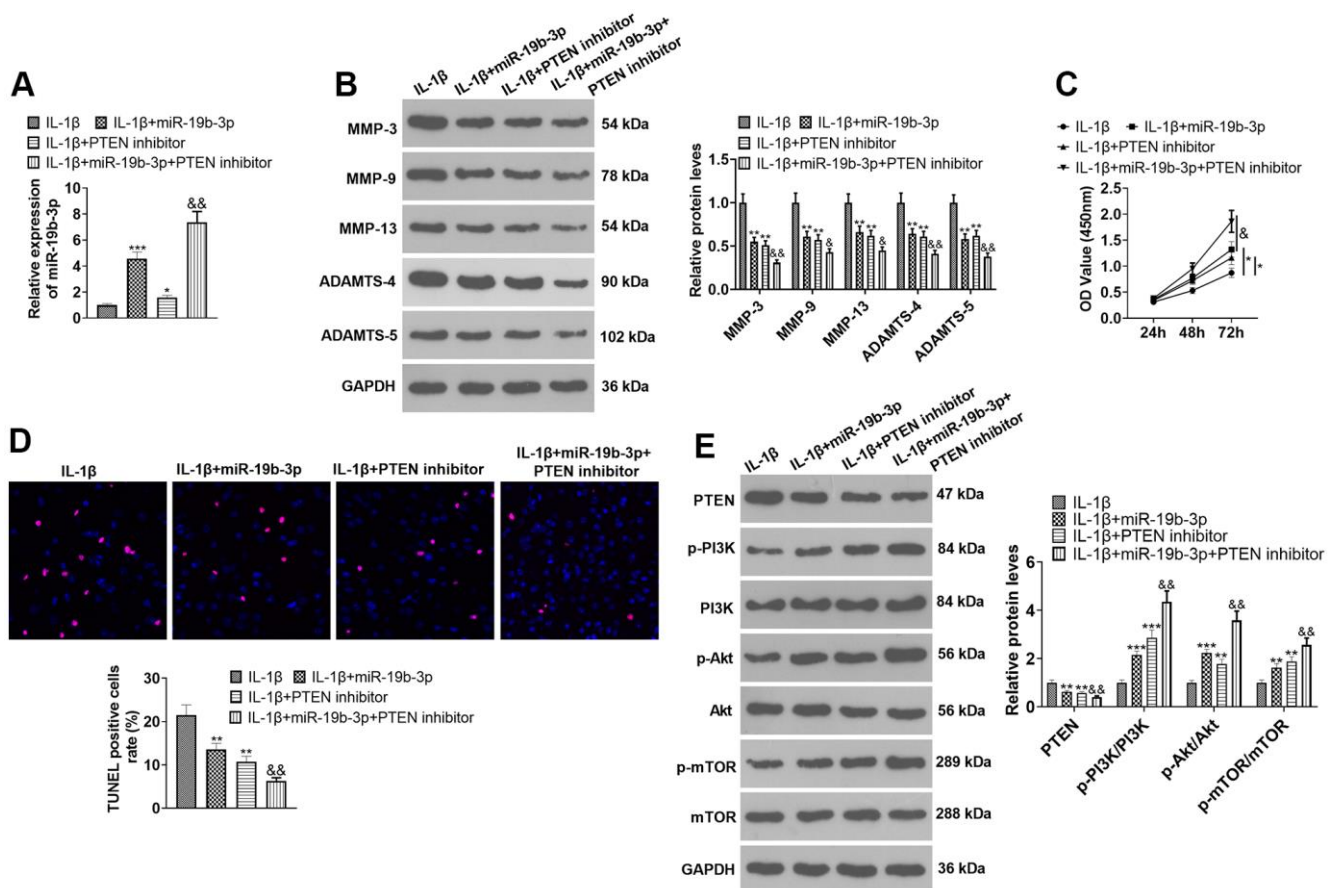 A
IL-1β IL-1β+miR-19b-3p
IL-1β+PTEN inhibitor
IL-1β+miR-19b-3p+PTEN inhibitor
Relative expression
of miR-19b-3p
8
6
4
2
0
***
*
&&
B
IL-1β
IL-1β+miR-19b-3p
IL-1β+PTEN inhibitor
IL-1β+miR-19b-3p+
PTEN inhibitor
MMP-3 54 kDa
MMP-9 78 kDa
MMP-13 54 kDa
ADAMTS-4 90 kDa
ADAMTS-5 102 kDa
GAPDH 36 kDa
IL-1β IL-1β+miR-19b-3p
IL-1β+PTEN inhibitor
IL-1β+miR-19b-3p+PTEN inhibitor
Relative protein leves
1.5
1.0
0.5
0.0
** ** &&
** ** &
** ** &
** ** &&
** ** &&
MMP-3
MMP-9
MMP-13
ADAMTS-4
ADAMTS-5
C
IL-1β IL-1β+miR-19b-3p
IL-1β+PTEN inhibitor
IL-1β+miR-19b-3p+PTEN inhibitor
OD Value (450nm)
2.5
2.0
1.5
1.0
0.5
0.0
&
* *
24h 48h 72h
D
IL-1β
IL-1β+miR-19b-3p
IL-1β+PTEN inhibitor
IL-1β+miR-19b-3p+
PTEN inhibitor
TUNEL positive cells
rate (%)
30
20
10
0
** ** &&
IL-1β IL-1β+miR-19b-3p
IL-1β+PTEN inhibitor
IL-1β+miR-19b-3p+PTEN inhibitor
E
IL-1β
IL-1β+miR-19b-3p
IL-1β+PTEN inhibitor
IL-1β+miR-19b-3p+
PTEN inhibitor
PTEN 47 kDa
p-PI3K 84 kDa
PI3K 84 kDa
p-Akt 56 kDa
Akt 56 kDa
p-mTOR 289 kDa
mTOR 288 kDa
GAPDH 36 kDa
IL-1β
IL-1β+miR-19b-3p
IL-1β+PTEN inhibitor
IL-1β+miR-19b-3p+PTEN inhibitor
Relative protein leves
6
4
2
0
** ** &&
*** *** &&
*** ** &&
** ** &&
PTEN
p-PI3K/PI3K
p-Akt/Akt
p-mTOR/mTOR